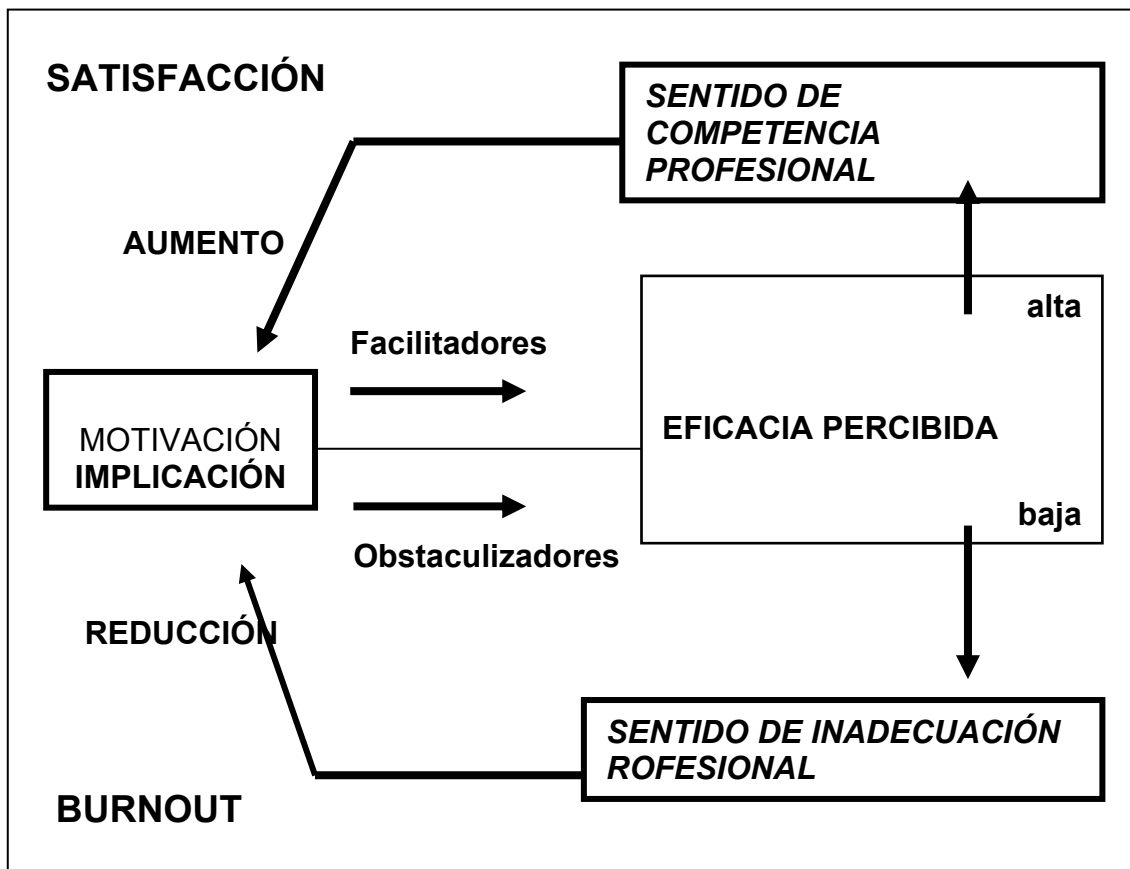 SATISFACCIÓN
SENTIDO DE
COMPETENCIA
PROFESIONAL
AUMENTO
alta
Facilitadores
MOTIVACIÓN
IMPLICACIÓN
EFICACIA PERCIBIDA
baja
Obstaculizadores
REDUCCIÓN
SENTIDO DE INADECUACIÓN
ROFESIONAL
BURNOUT